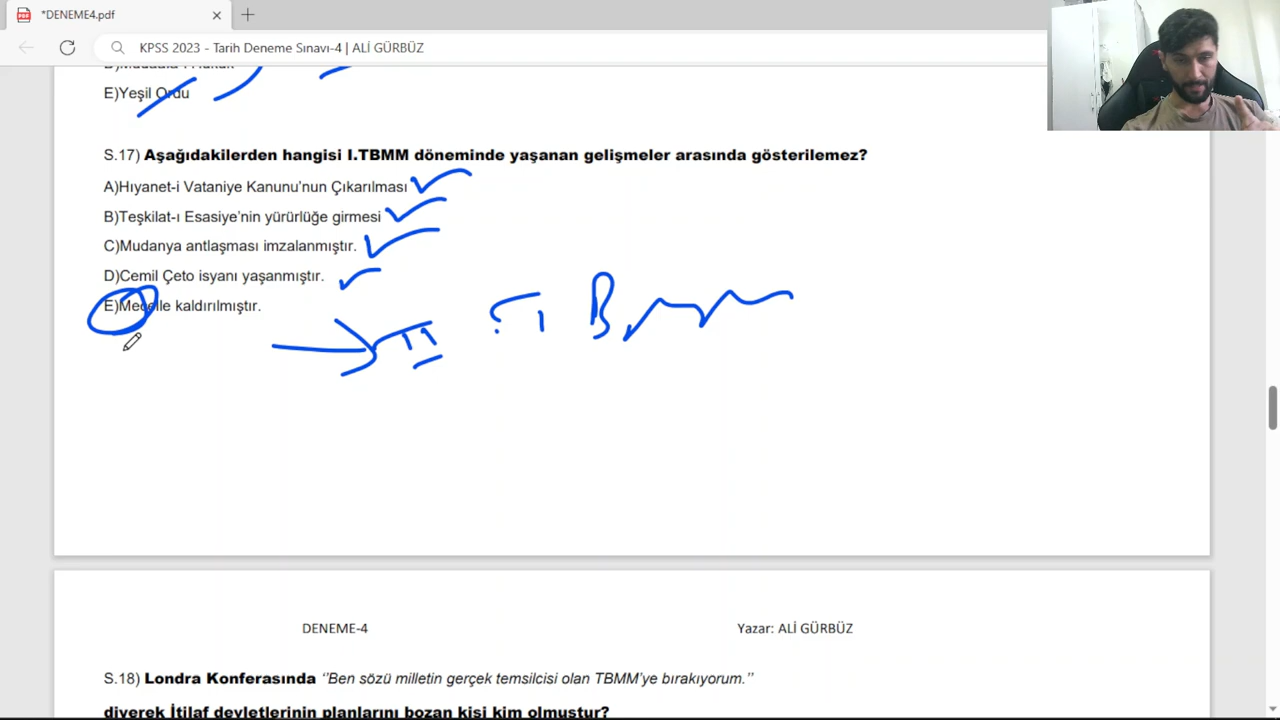 *DENEME4.pdf
KPSS 2023 - Tarih Deneme Sınavı-4 | ALİ GÜRBÜZ
E)Yeşil Ordu
S.17) Aşağıdakilerden hangisi I.TBMM döneminde yaşanan gelişmeler arasında gösterilemez?
A)Hıyanet-i Vataniye Kanunu'nun Çıkarılması
B)Teşkilat-ı Esasiye'nin yürürlüğe girmesi
C)Mudanya antlaşması imzalanmıştır.
D)Cemil Çeto isyanı yaşanmıştır.
E)Mecelle kaldırılmıştır.
II
DENEME-4
Yazar: ALİ GÜRBÜZ
S.18) Londra Konferasında ''Ben sözü milletin gerçek temsilcisi olan TBMM'ye bırakıyorum.''
diyerek İtilaf devletlerinin planlarını bozan kişi kim olmuştur?